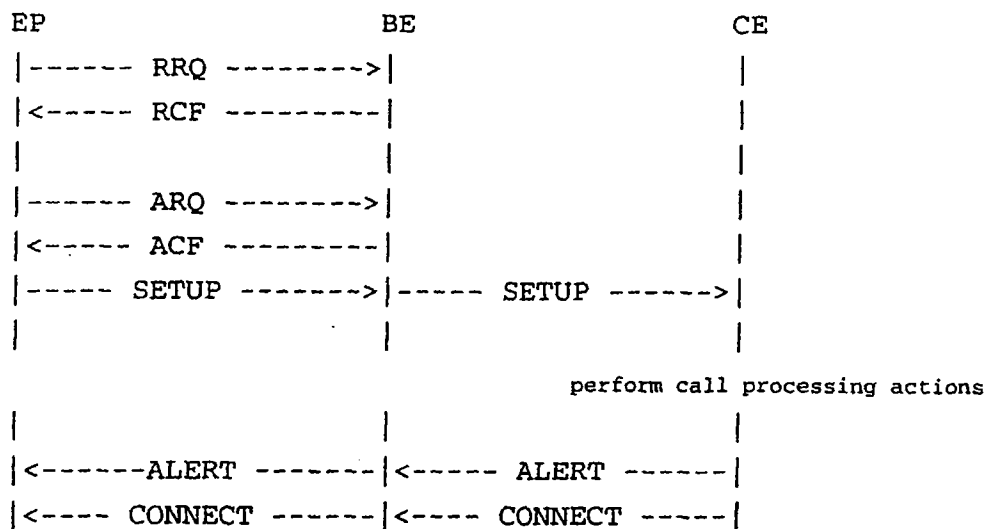 EP BE CE
|------ RRQ -------->| |
|<----- RCF ---------| |
| | |
|------ ARQ -------->| |
|<----- ACF ---------| |
|----- SETUP ------->|----- SETUP ------>|
| | |
perform call processing actions
| | |
|<------ALERT -------|<----- ALERT ------|
|<---- CONNECT ------|<---- CONNECT -----|